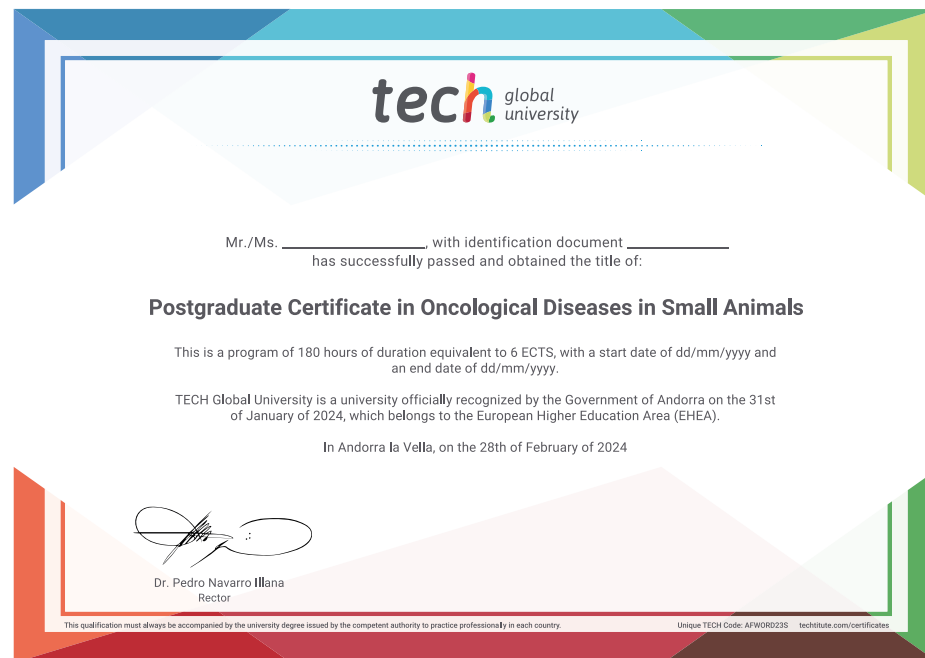 tech global
university
Mr./Ms. ____________, with identification document ____________
has successfully passed and obtained the title of:
Postgraduate Certificate in Oncological Diseases in Small Animals
This is a program of 180 hours of duration equivalent to 6 ECTS, with a start date of dd/mm/yyyy and
an end date of dd/mm/yyyy.
TECH Global University is a university officially recognized by the Government of Andorra on the 31st
of January of 2024, which belongs to the European Higher Education Area (EHEA).
In Andorra la Vella, on the 28th of February of 2024
Dr. Pedro Navarro Illana
Rector
This qualification must always be accompanied by the university degree issued by the competent authority to practice professionally in each country. Unique TECH Code: AFWORD23S techtitute.com/certificates